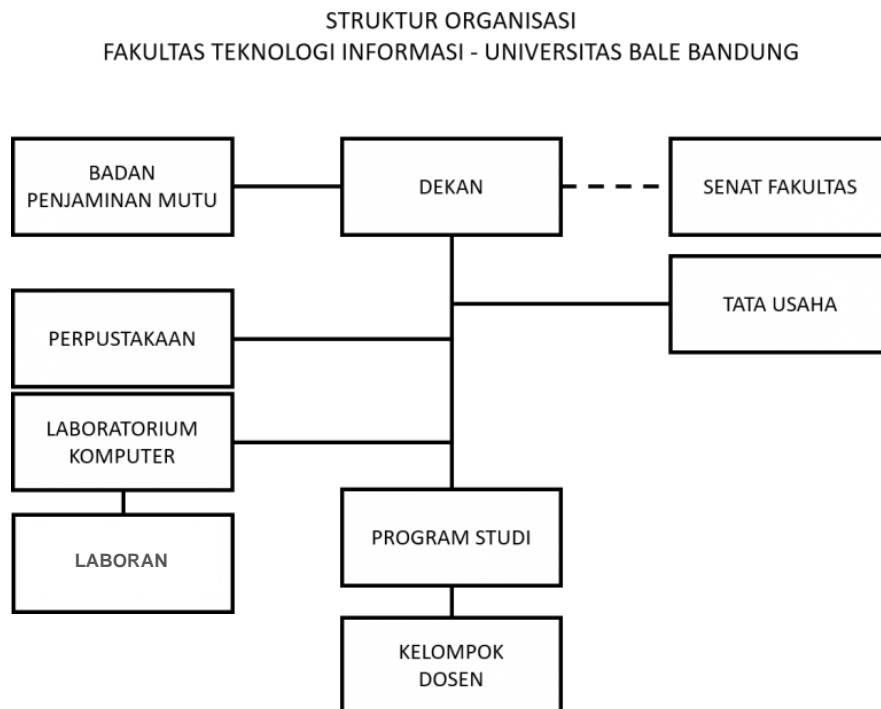 STRUKTUR ORGANISASI
FAKULTAS TEKNOLOGI INFORMASI - UNIVERSITAS BALE BANDUNG
BADAN
PENJAMINAN MUTU
DEKAN
SENAT FAKULTAS
TATA USAHA
PERPUSTAKAAN
LABORATORIUM
KOMPUTER
LABORAN
PROGRAM STUDI
KELOMPOK
DOSEN